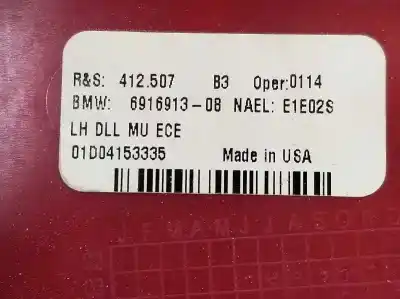 R&S: 412.507 B3 Oper:0114
BMW: 6916913-08 NAEL: E1E02S
LH DLL MU ECE
01D04153335 Made in USA
J F M A M J J A S O N D